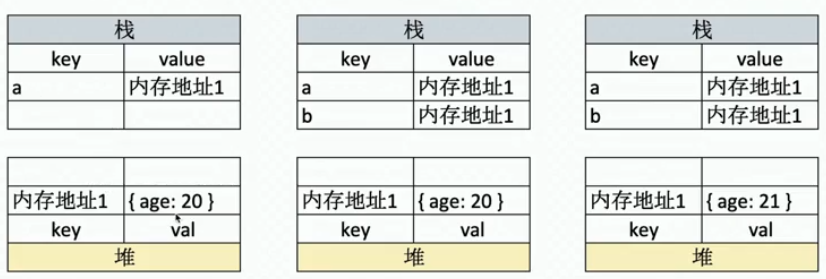 栈
key value
a 内存地址1
内存地址1 { age: 20 }
key val
堆
栈
key value
a 内存地址1
b 内存地址1
内存地址1 { age: 20 }
key val
堆
栈
key value
a 内存地址1
b 内存地址1
内存地址1 { age: 21 }
key val
堆